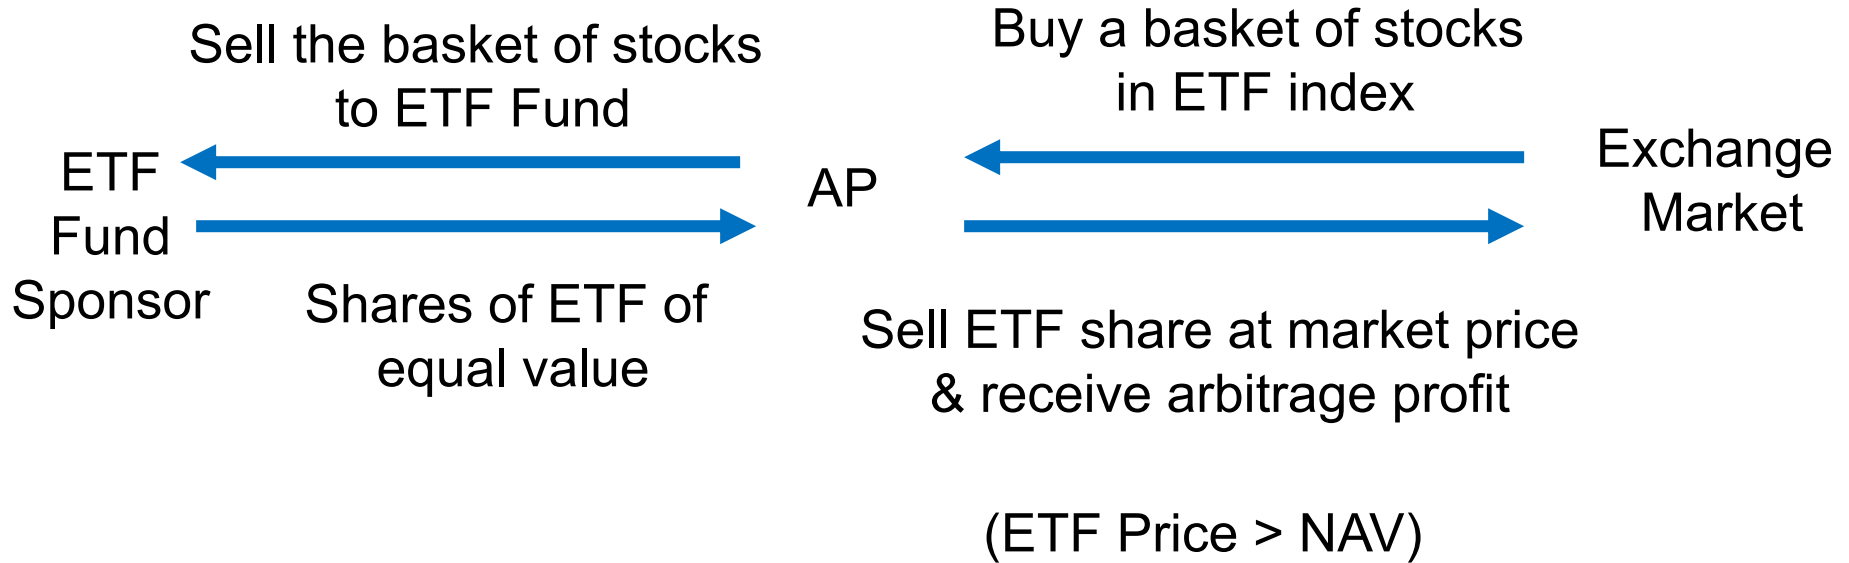 Sell the basket of stocks
to ETF Fund
Buy a basket of stocks
in ETF index
ETF
Fund
Sponsor
AP
Exchange
Market
Shares of ETF of
equal value
Sell ETF share at market price
& receive arbitrage profit
(ETF Price > NAV)